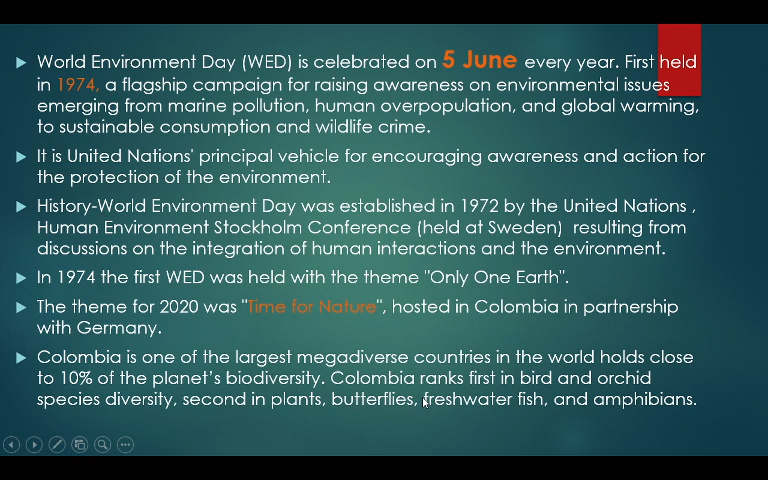 World Environment Day (WED) is celebrated on 5 June every year. First held
in 1974, a flagship campaign for raising awareness on environmental issues
emerging from marine pollution, human overpopulation, and global warming,
to sustainable consumption and wildlife crime.
It is United Nations' principal vehicle for encouraging awareness and action for
the protection of the environment.
History-World Environment Day was established in 1972 by the United Nations ,
Human Environment Stockholm Conference (held at Sweden)  resulting from
discussions on the integration of human interactions and the environment.
In 1974 the first WED was held with the theme "Only One Earth".
The theme for 2020 was "Time for Nature", hosted in Colombia in partnership
with Germany.
Colombia is one of the largest megadiverse countries in the world holds close
to 10% of the planet’s biodiversity. Colombia ranks first in bird and orchid
species diversity, second in plants, butterflies, freshwater fish, and amphibians.